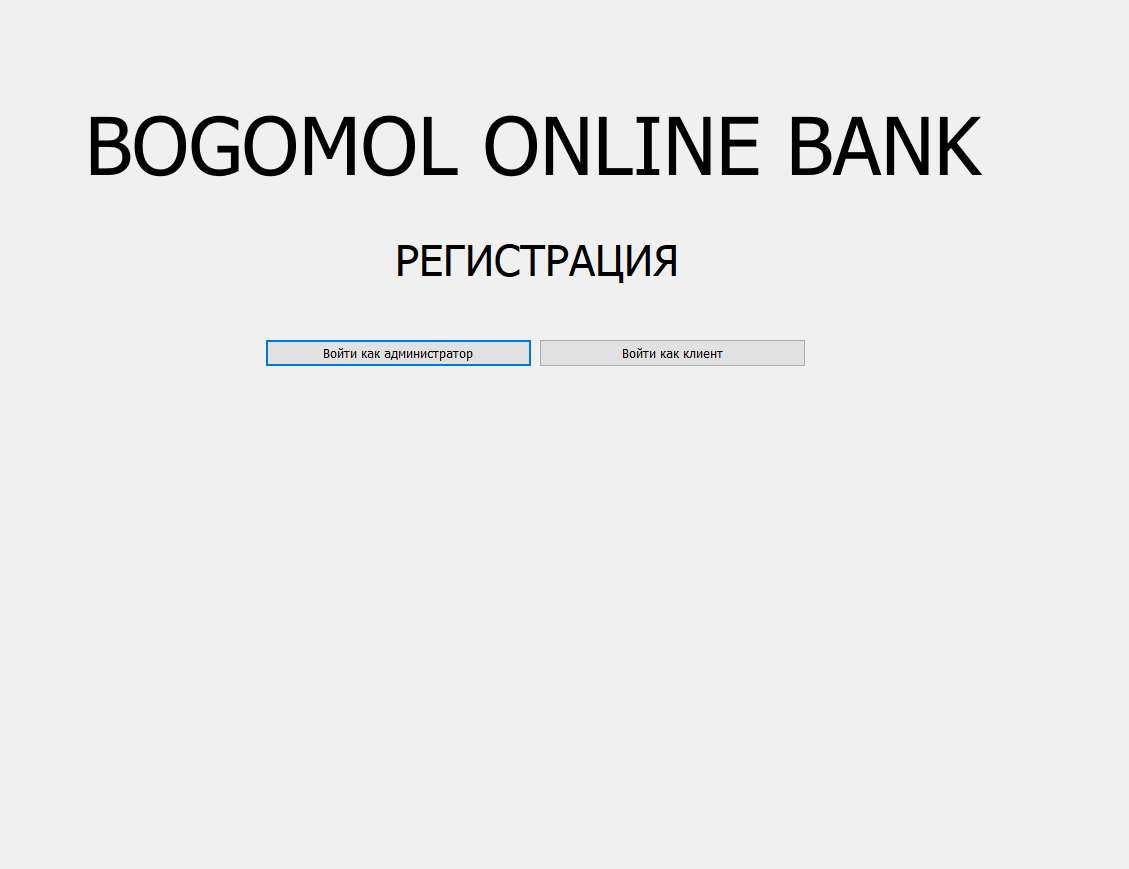 BOGOMOL ONLINE BANK
РЕГИСТРАЦИЯ
Войти как администратор
Войти как клиент